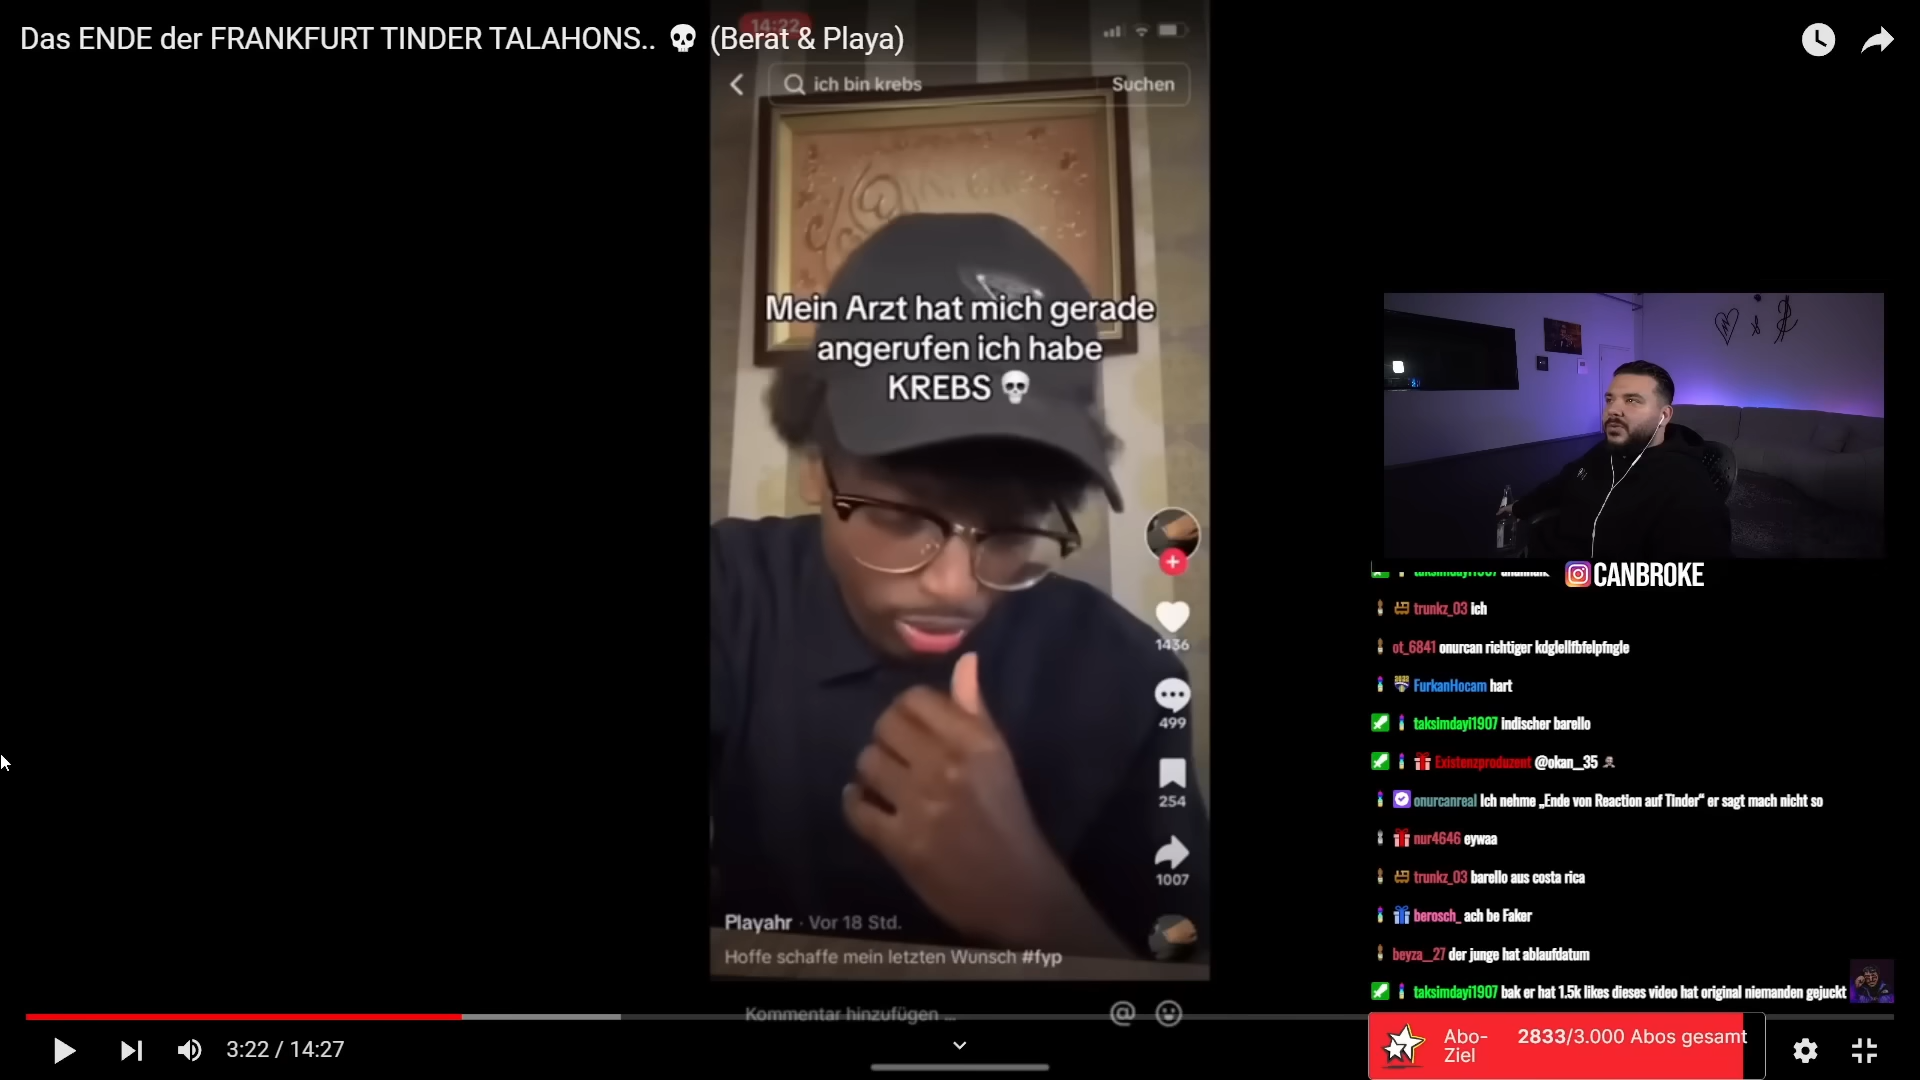 Das ENDE der FRANKFURT TINDER TALAHONS.. 💀 (Berat & Playa)
14:22
ich bin krebs
Suchen
Mein Arzt hat mich gerade
angerufen ich habe
KREBS 💀
1436
499
254
1007
Playahr · Vor 18 Std.
Hoffe schaffe mein letzten Wunsch #fyp
Kommentar hinzufügen ...
3:22 / 14:27
CANBROKE
taksimdayi1907
trunkz_03 ich
ot_6841 onurcan richtiger kdglellfbfelpfngle
FurkanHocam hart
taksimdayi1907 indischer barello
Existenzproduzent @okan__35
onurcanreal Ich nehme „Ende von Reaction auf Tinder“ er sagt mach nicht so
nur4646 eywaa
trunkz_03 barello aus costa rica
berosch_ ach be Faker
beyza__27 der junge hat ablaufdatum
taksimdayi1907 bak er hat 1.5k likes dieses video hat original niemanden gejuckt
Abo-
Ziel
2833/3.000 Abos gesamt